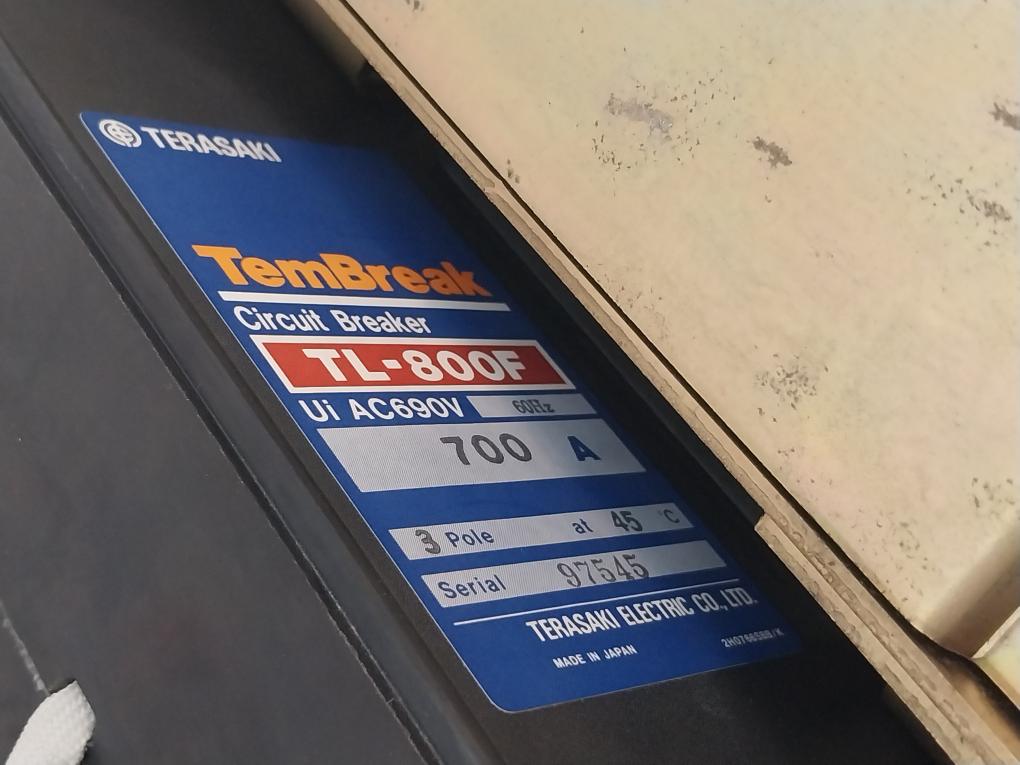 TERASAKI
TemBreak
Circuit Breaker
TL-800F
Ui AC690V 60Hz
700 A
3 Pole at 45 °C
Serial 97545
TERASAKI ELECTRIC CO., LTD.
MADE IN JAPAN